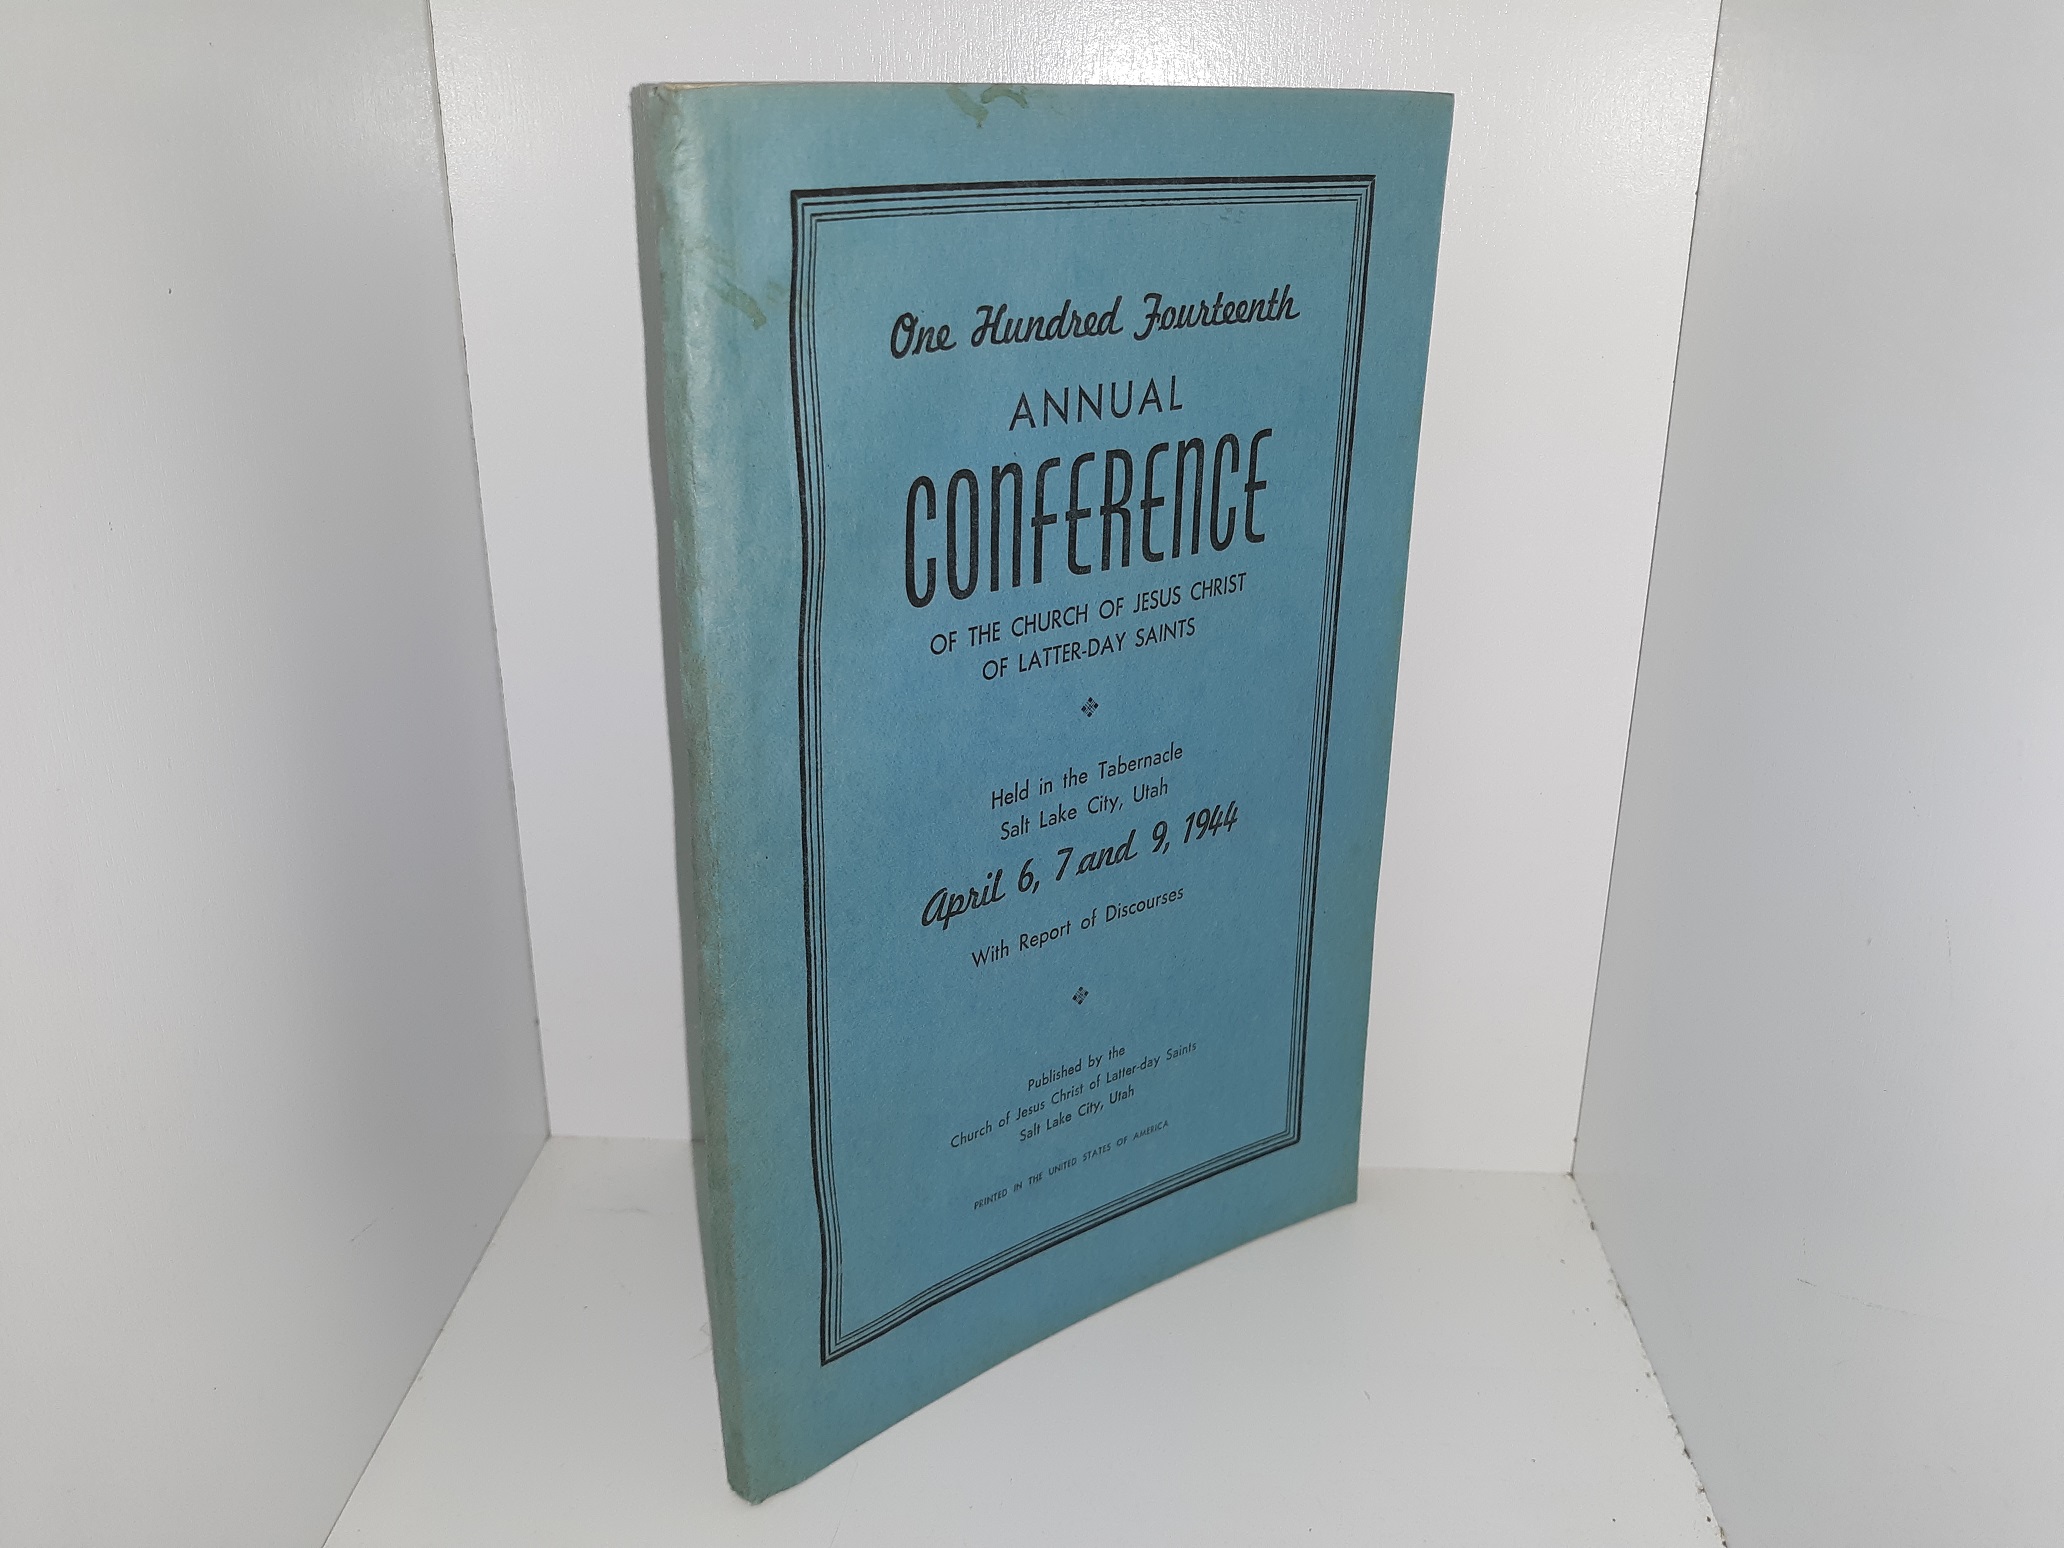 One Hundred Fourteenth
ANNUAL
CONFERENCE
OF THE CHURCH OF JESUS CHRIST
OF LATTER-DAY SAINTS
Held in the Tabernacle
Salt Lake City, Utah
April 6, 7 and 9, 1944
With Report of Discourses
Published by the
Church of Jesus Christ of Latter-day Saints
Salt Lake City, Utah
PRINTED IN THE UNITED STATES OF AMERICA